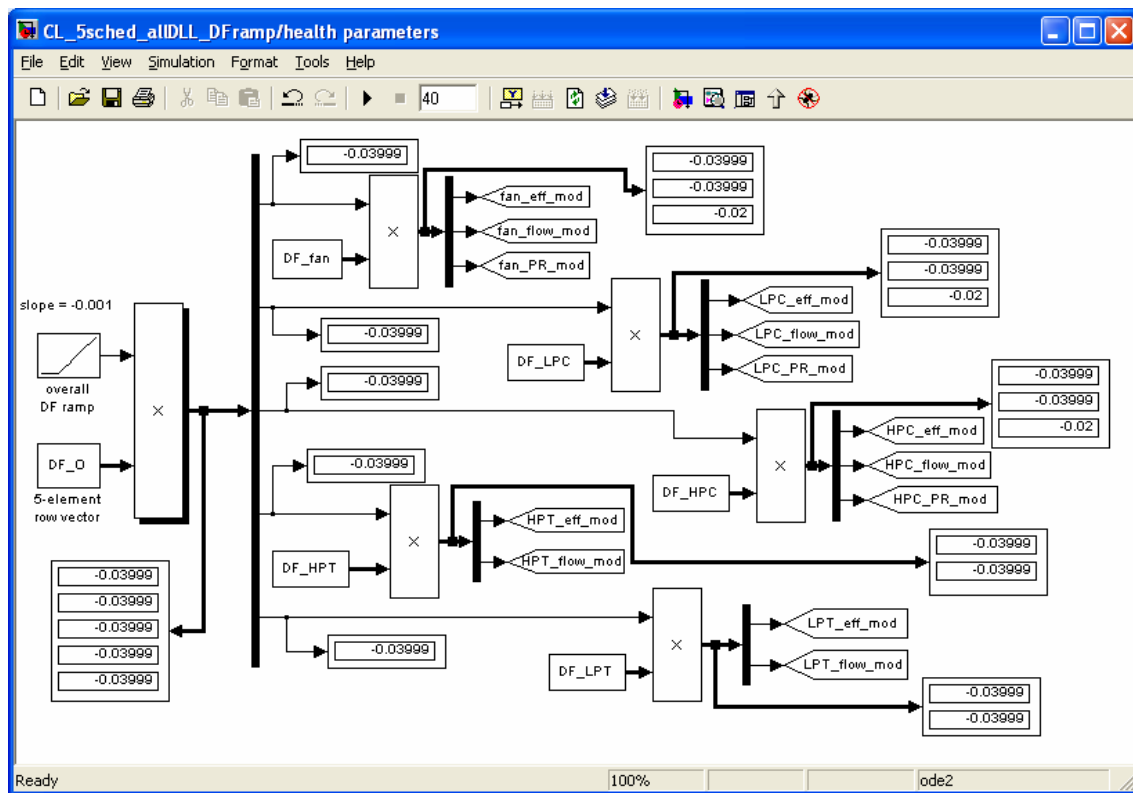 CL_5sched_allDLL_DFramp/health parameters
File Edit View Simulation Format Tools Help
40
-0.03999
-0.03999
-0.03999
-0.02
fan_eff_mod
fan_flow_mod
fan_PR_mod
DF_fan
×
-0.03999
-0.03999
-0.02
slope = -0.001
overall
DF ramp
×
DF_O
5-element
row vector
-0.03999
-0.03999
LPC_eff_mod
LPC_flow_mod
LPC_PR_mod
DF_LPC
×
-0.03999
-0.03999
-0.02
HPC_eff_mod
HPC_flow_mod
HPC_PR_mod
DF_HPC
×
-0.03999
HPT_eff_mod
HPT_flow_mod
DF_HPT
×
-0.03999
-0.03999
-0.03999
-0.03999
-0.03999
-0.03999
-0.03999
-0.03999
LPT_eff_mod
LPT_flow_mod
DF_LPT
×
-0.03999
-0.03999
Ready 100% ode2